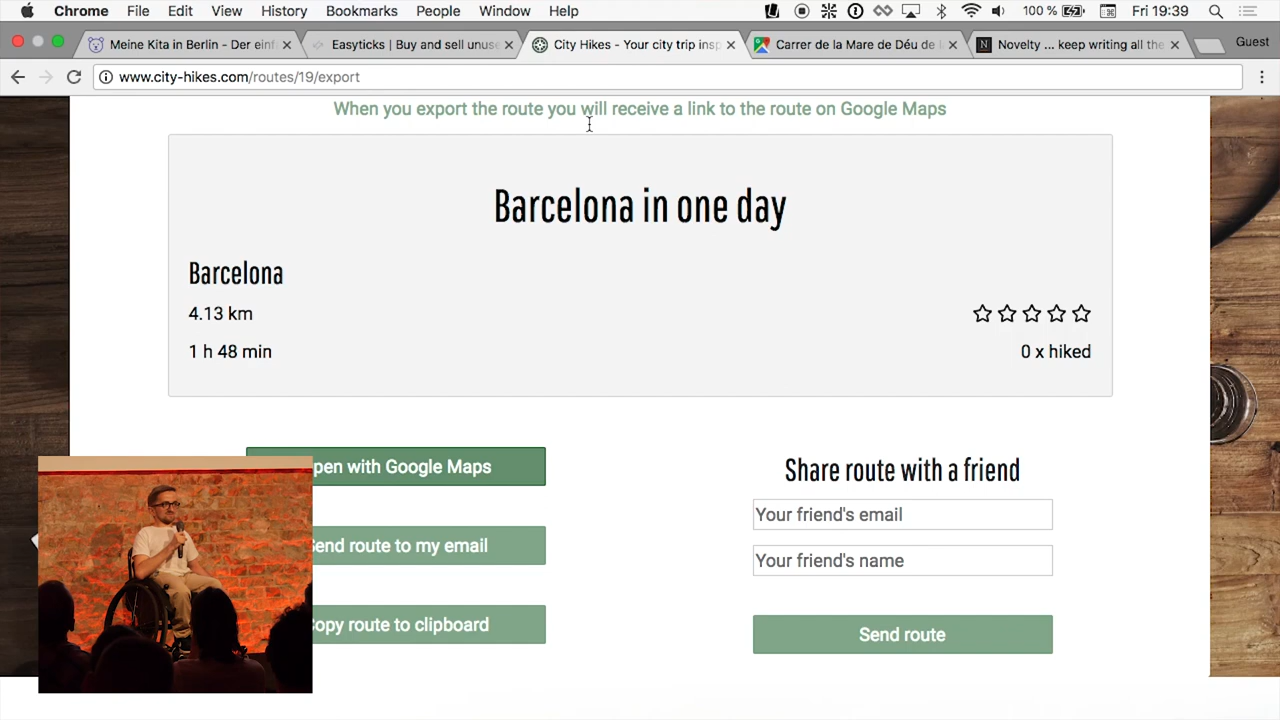 Chrome File Edit View History Bookmarks People Window Help 100 % Fri 19:39
Meine Kita in Berlin - Der einf
Easyticks | Buy and sell unuse
City Hikes - Your city trip insp
Carrer de la Mare de Déu de l
Novelty ... keep writing all the
Guest
www.city-hikes.com/routes/19/export
When you export the route you will receive a link to the route on Google Maps
Barcelona in one day
Barcelona
4.13 km
1 h 48 min
0 x hiked
pen with Google Maps
end route to my email
opy route to clipboard
Share route with a friend
Your friend's email
Your friend's name
Send route